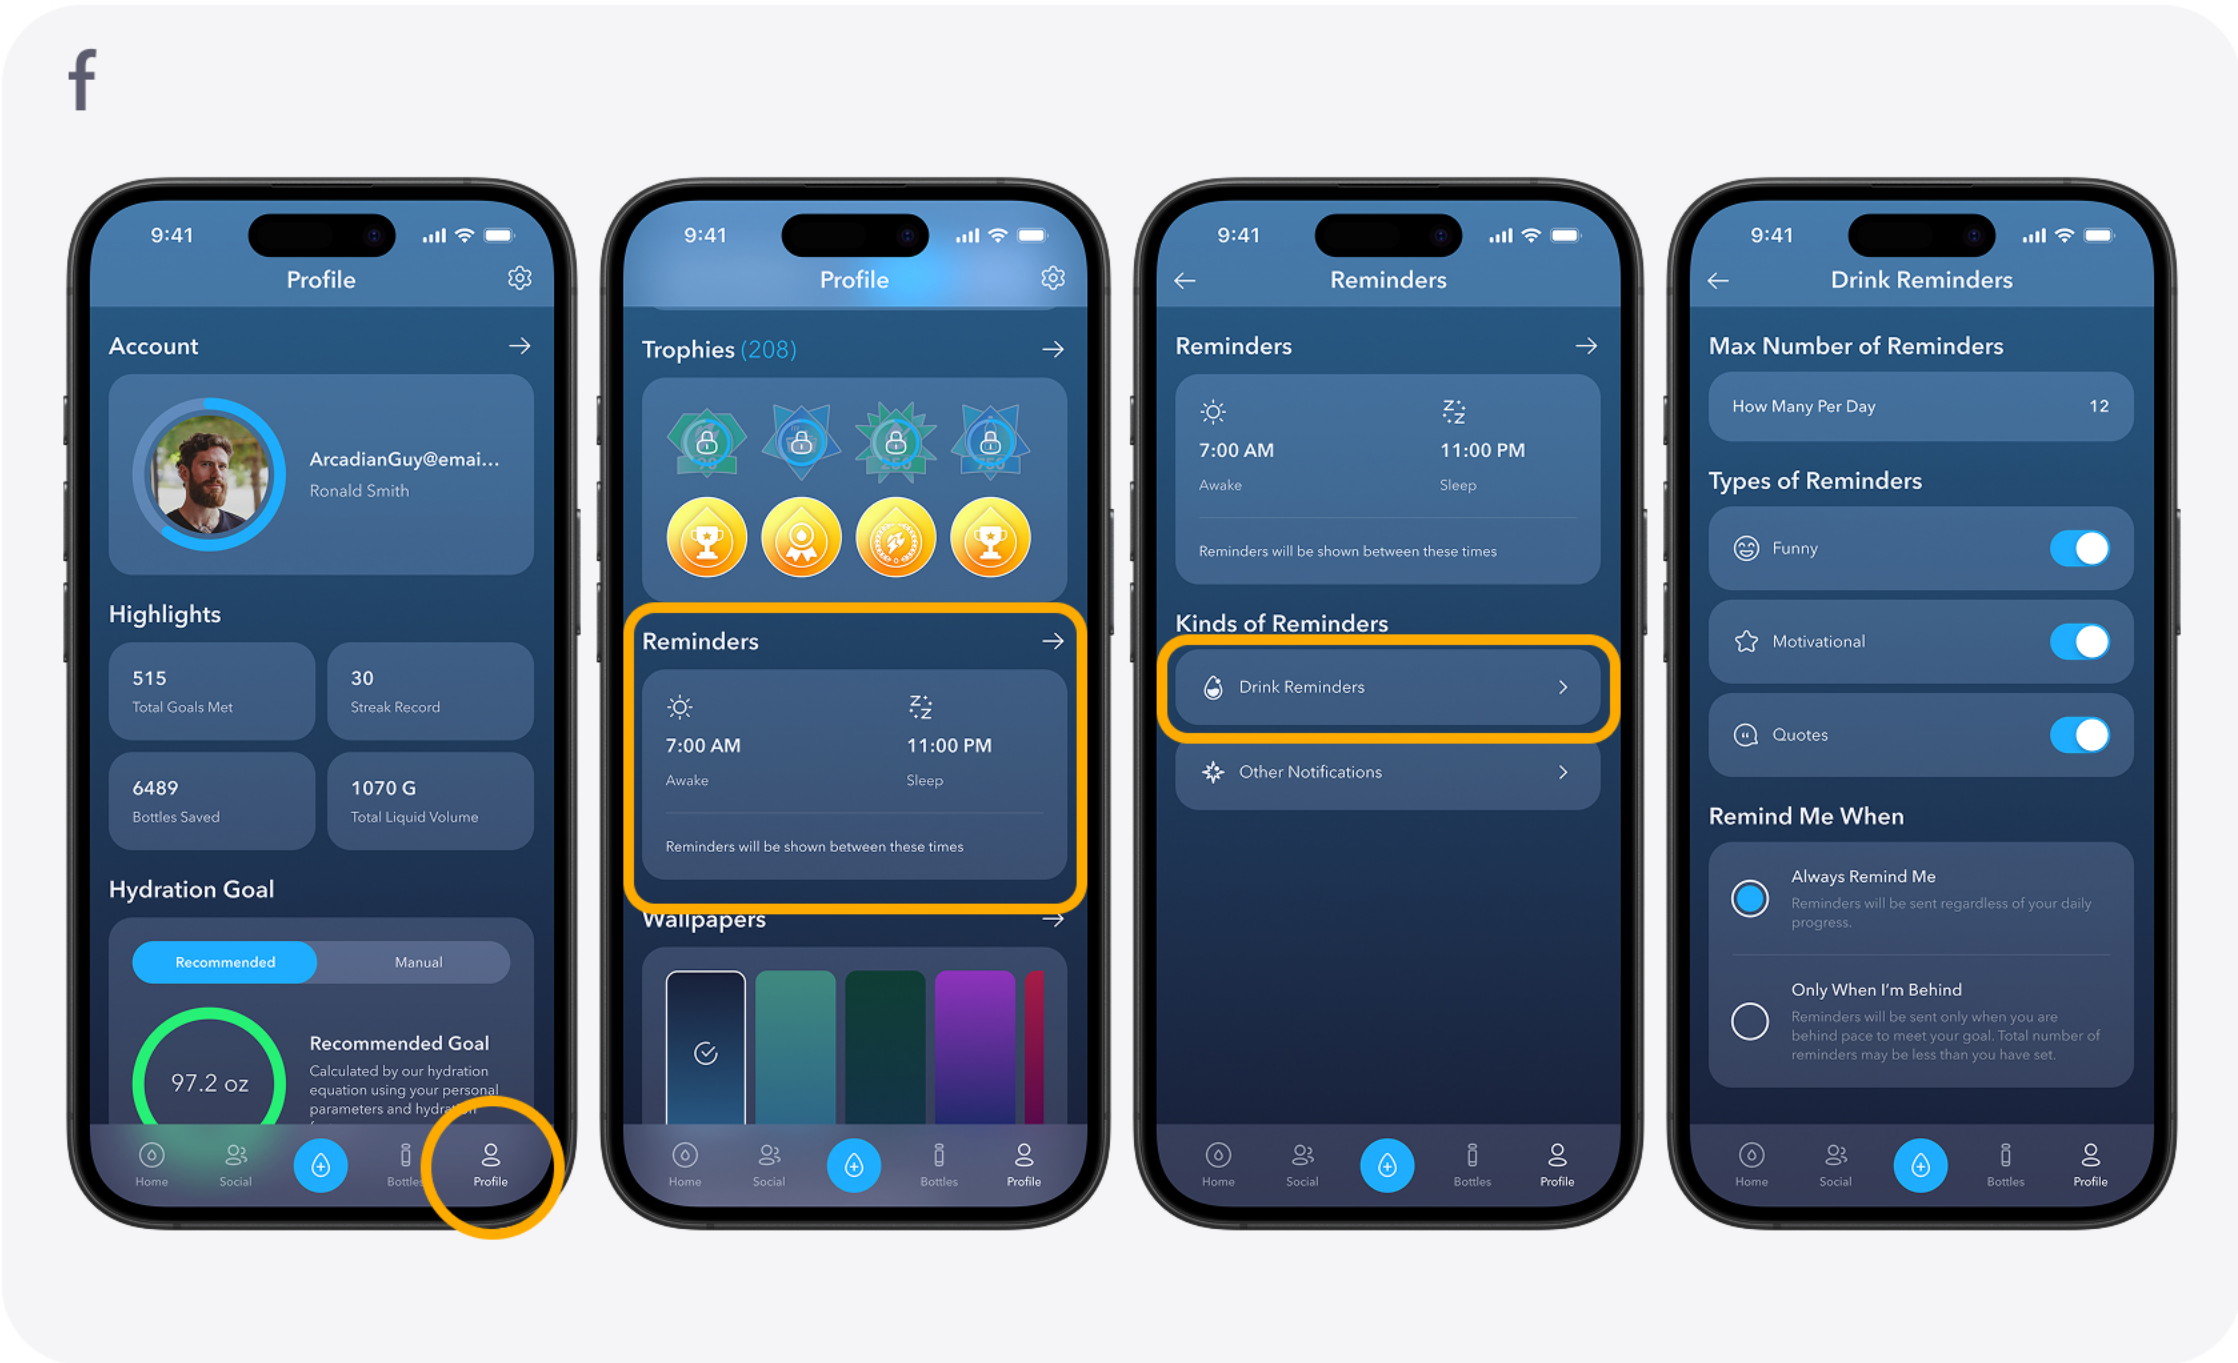 f
9:41
Profile
Account
ArcadianGuy@emai...
Ronald Smith
Highlights
515
Total Goals Met
30
Streak Record
6489
Bottles Saved
1070 G
Total Liquid Volume
Hydration Goal
Recommended
Manual
97.2 oz
Recommended Goal
Calculated by our hydration
equation using your personal
parameters and
Home
Social
Profile
9:41
Profile
Trophies (208)
90
250
750
Reminders
7:00 AM
Awake
11:00 PM
Sleep
Reminders will be shown between these times
Wallpapers
Home
Social
Bottles
Profile
9:41
Reminders
Reminders
7:00 AM
Awake
11:00 PM
Sleep
Reminders will be shown between these times
Kinds of Reminders
Drink Reminders
Other Notifications
Home
Social
Bottles
Profile
9:41
Drink Reminders
Max Number of Reminders
How Many Per Day
12
Types of Reminders
Funny
Motivational
Quotes
Remind Me When
Always Remind Me
Reminders will be sent regardless of your daily
progress.
Only When I'm Behind
Reminders will be sent only when you are
behind pace to meet your goal. Total number of
reminders may be less than you have set.
Home
Social
Bottles
Profile